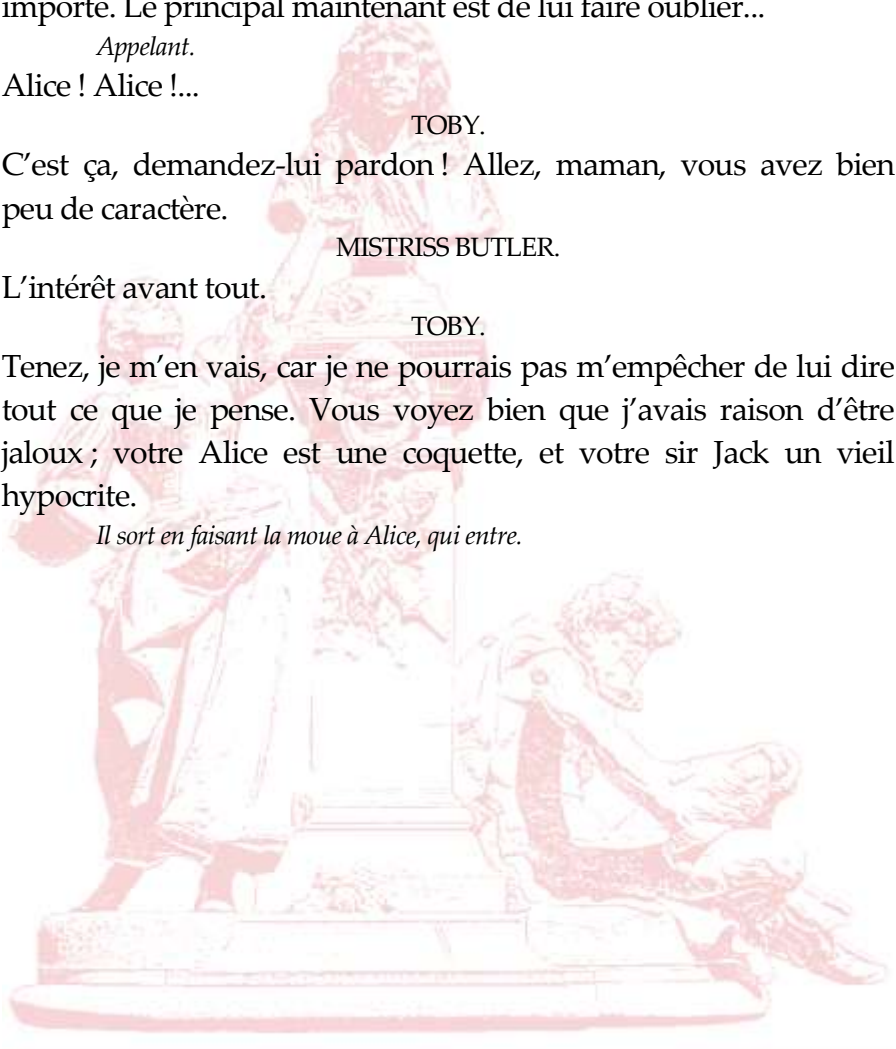 importe. Le principal maintenant est de lui faire oublier...
Appelant.
Alice ! Alice !...
TOBY.
C’est ça, demandez-lui pardon ! Allez, maman, vous avez bien
peu de caractère.
MISTRISS BUTLER.
L’intérêt avant tout.
TOBY.
Tenez, je m’en vais, car je ne pourrais pas m’empêcher de lui dire
tout ce que je pense. Vous voyez bien que j’avais raison d’être
jaloux ; votre Alice est une coquette, et votre sir Jack un vieil
hypocrite.
Il sort en faisant la moue à Alice, qui entre.